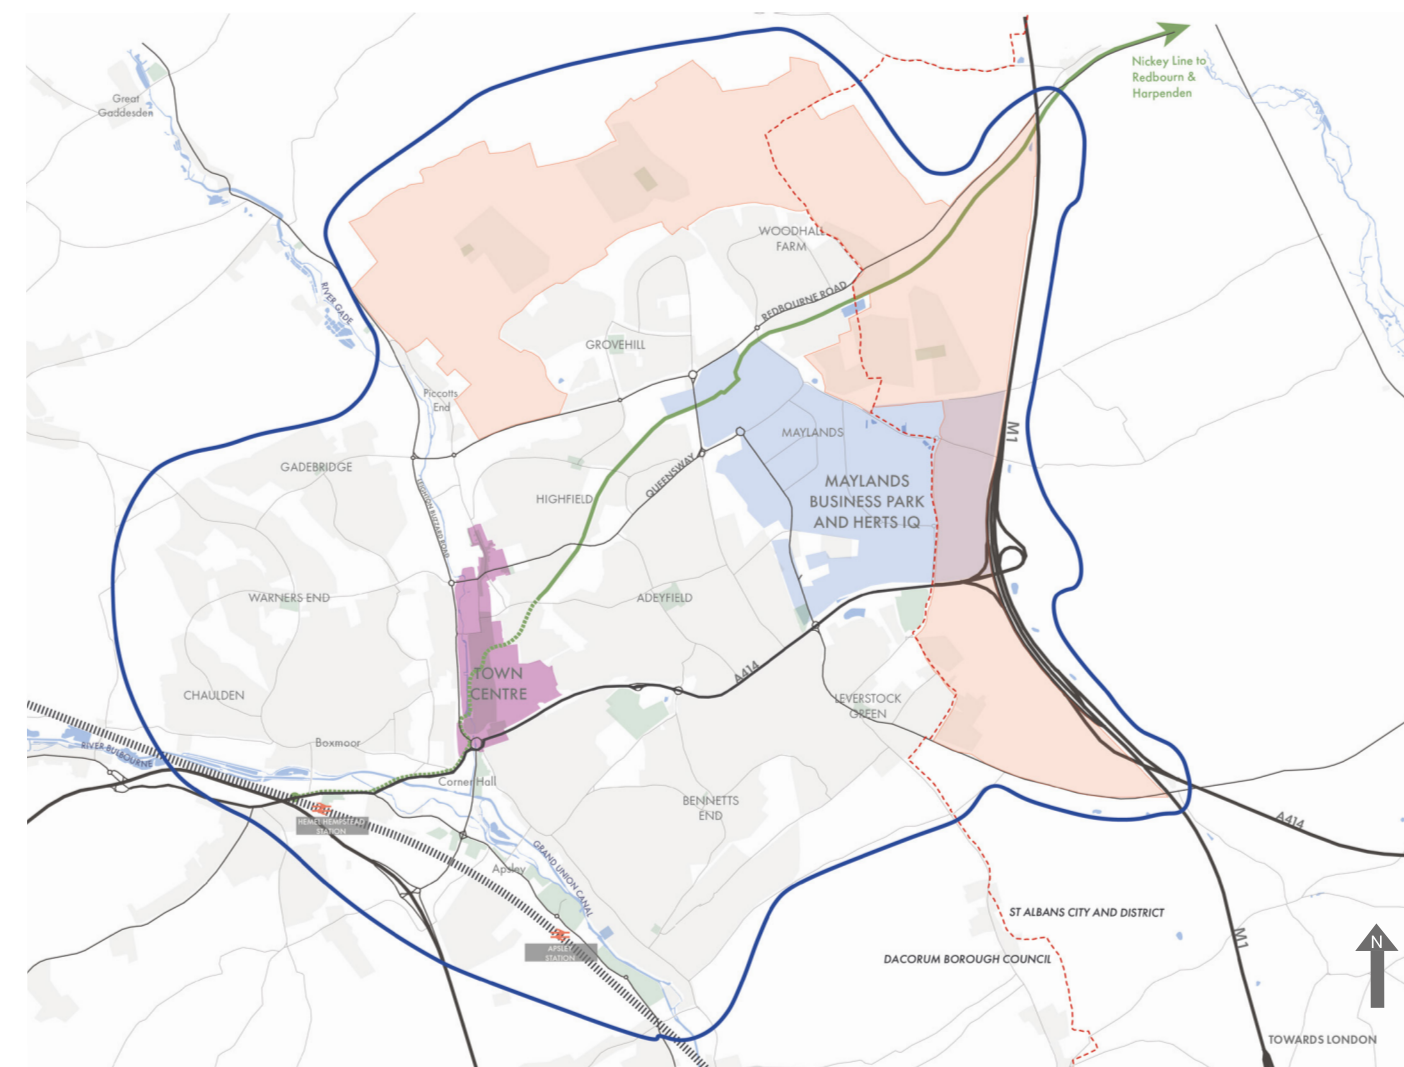 Nickey Line to
Redbourn &
Harpenden
Great
Gaddesden
WOODHALL
FARM
RIVER GADE
REDBOURNE ROAD
GROVEHILL
Piccotts
End
M1
MAYLANDS
GADEBRIDGE
QUEENSWAY
HIGHFIELD
MAYLANDS
BUSINESS PARK
AND HERTS IQ
LEIGHTON BUZZARD ROAD
WARNERS END
ADEYFIELD
TOWN
CENTRE
A414
CHAULDEN
LEVERSTOCK
GREEN
Boxmoor
RIVER BULBOURNE
Corner Hall
BENNETTS
END
HEMEL HEMPSTEAD
STATION
A414
GRAND UNION CANAL
Apsley
ST ALBANS CITY AND DISTRICT
APSLEY
STATION
DACORUM BOROUGH COUNCIL
M1
N
TOWARDS LONDON